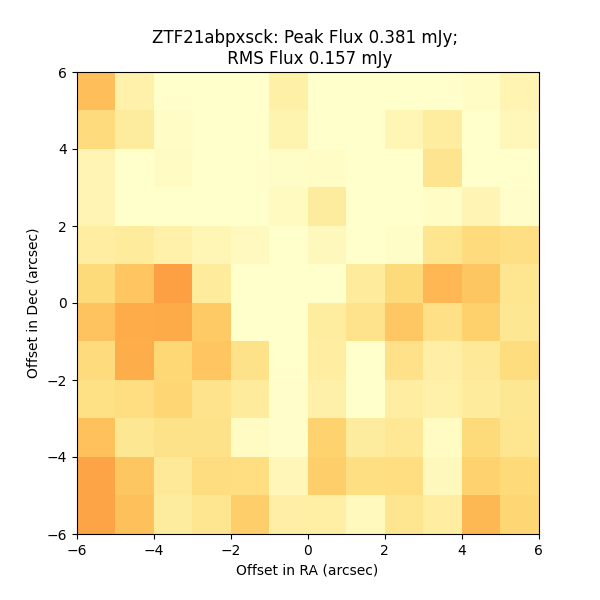 ZTF21abpxsck: Peak Flux 0.381 mJy;
RMS Flux 0.157 mJy
6
4
2
0
−2
−4
−6
Offset in Dec (arcsec)
−6 −4 −2 0 2 4 6
Offset in RA (arcsec)